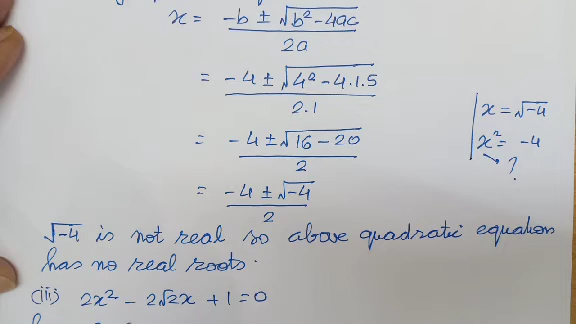 x = -b ± √b² - 4ac / 2a
= -4 ± √4² - 4.1.5 / 2.1
= -4 ± √16 - 20 / 2
= -4 ± √-4 / 2
x = √-4
x² = -4
?
√-4 is not real so above quadratic equation
has no real roots.
(iii) 2x² - 2√2x + 1 = 0